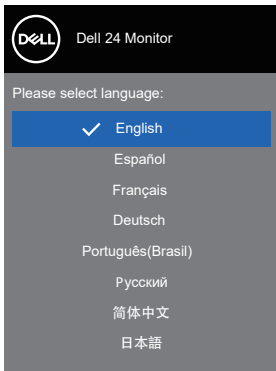 DELL
Dell 24 Monitor
Please select language:
English
Español
Français
Deutsch
Português(Brasil)
Русский
简体中文
日本語